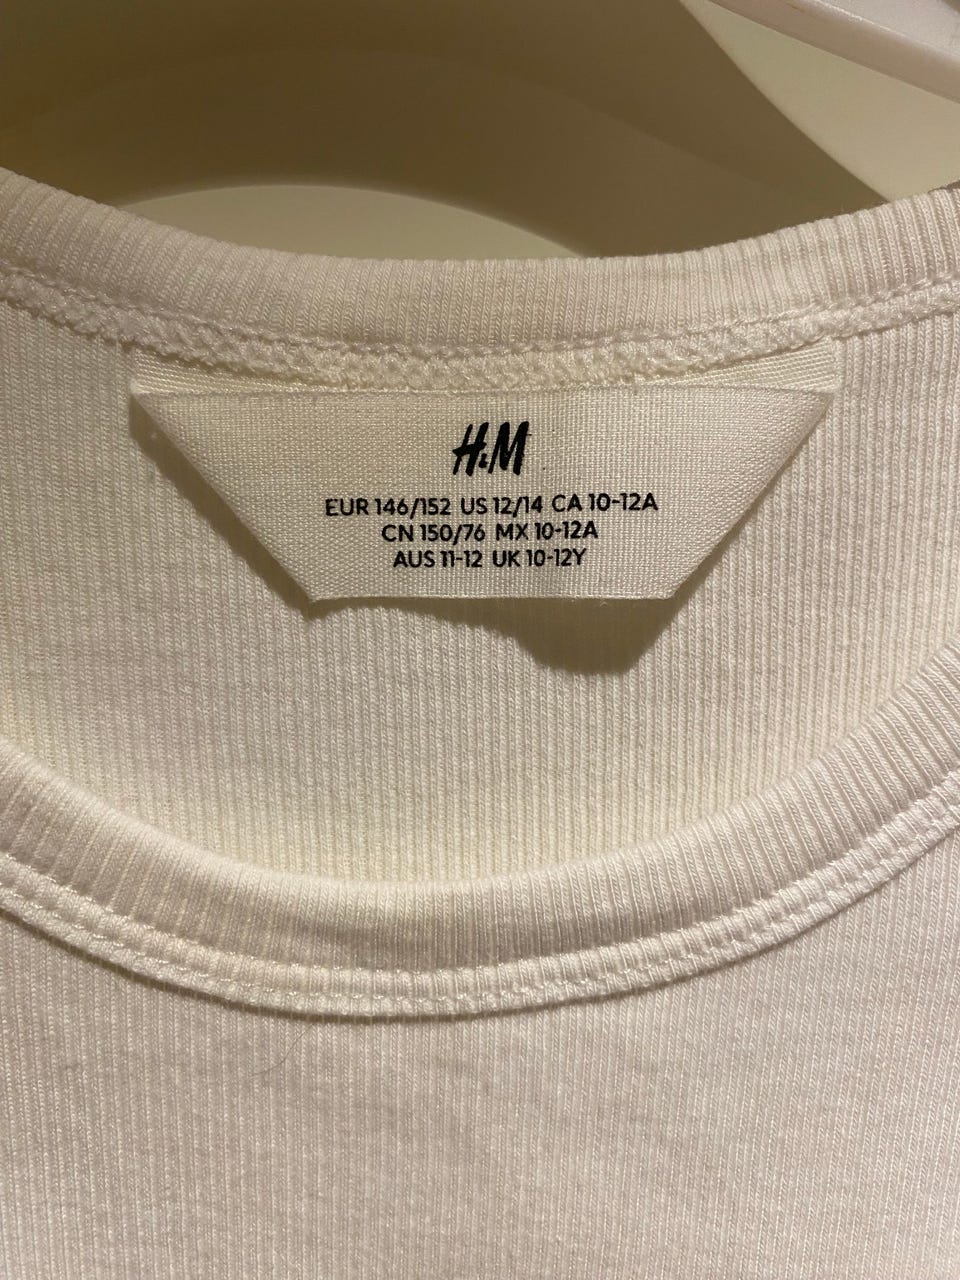 H&M
EUR 146/152 US 12/14 CA 10-12A
CN 150/76 MX 10-12A
AUS 11-12 UK 10-12Y